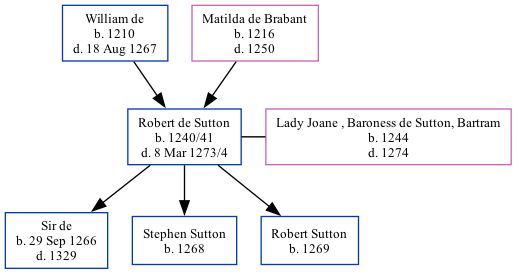 William de
b. 1210
d. 18 Aug 1267
Matilda de Brabant
b. 1216
d. 1250
Robert de Sutton
b. 1240/41
d. 8 Mar 1273/4
Lady Joane , Baroness de Sutton, Bartram
b. 1244
d. 1274
Sir de
b. 29 Sep 1266
d. 1329
Stephen Sutton
b. 1268
Robert Sutton
b. 1269